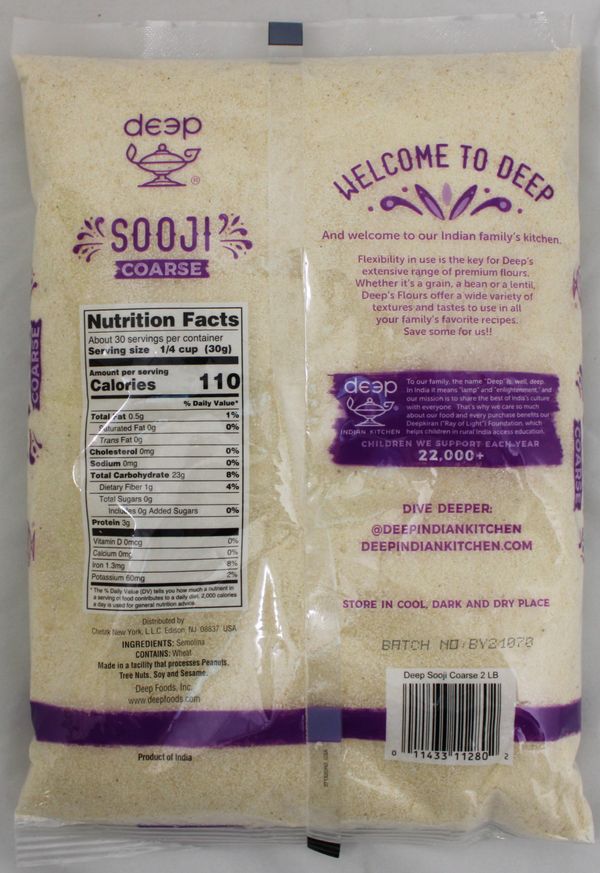 deep
®
SOOJI
COARSE
Nutrition Facts
About 30 servings per container
Serving size 1/4 cup (30g)
Amount per serving
Calories 110
% Daily Value*
Total Fat 0.5g 1%
Saturated Fat 0g 0%
Trans Fat 0g
Cholesterol 0mg 0%
Sodium 0mg 0%
Total Carbohydrate 23g 8%
Dietary Fiber 1g 4%
Total Sugars 0g
Includes 0g Added Sugars 0%
Protein 3g
Vitamin D 0mcg 0%
Calcium 0mg 0%
Iron 1.3mg 8%
Potassium 60mg 2%
* The % Daily Value (DV) tells you how much a nutrient in
a serving of food contributes to a daily diet. 2,000 calories
a day is used for general nutrition advice.
Distributed by
Chetak New York, L.L.C. Edison, NJ 08837 USA
INGREDIENTS: Semolina
CONTAINS: Wheat
Made in a facility that processes Peanuts,
Tree Nuts, Soy and Sesame.
Deep Foods, Inc.
www.deepfoods.com
Product of India
WELCOME TO DEEP
And welcome to our Indian family's kitchen.
Flexibility in use is the key for Deep's
extensive range of premium flours.
Whether it's a grain, a bean or a lentil,
Deep's Flours offer a wide variety of
textures and tastes to use in all
your family's favorite recipes.
Save some for us!!
deep
INDIAN KITCHEN
To our family, the name "Deep" is, well, deep.
In India it means "lamp" and "enlightenment," and
our mission is to share the best of India's culture
with everyone. That's why we care so much
about our food and every purchase benefits our
Deepkiran ("Ray of Light") Foundation, which
helps children in rural India access education.
CHILDREN WE SUPPORT EACH YEAR
22,000+
DIVE DEEPER:
@DEEPINDIANKITCHEN
DEEPINDIANKITCHEN.COM
STORE IN COOL, DARK AND DRY PLACE
BATCH NO:BV24078
Deep Sooji Coarse 2 LB
0 11433 11280 2
COARSE
COARSE